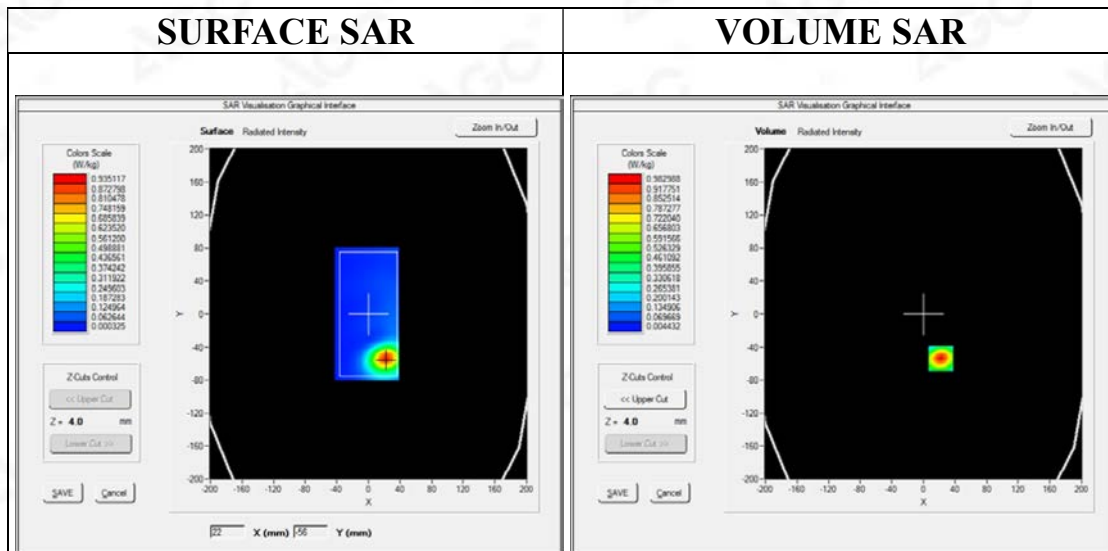 SURFACE SAR
SAR Visualisation Graphical Interface
Surface Radiated Intensity
Zoom In/Out
Colors Scale
(W/kg)
0.935117
0.872798
0.810478
0.748159
0.685839
0.623520
0.561200
0.498881
0.436561
0.374242
0.311922
0.249603
0.187283
0.124964
0.062644
0.000325
Z-Cuts Control
<< Upper Cut
Z = 4.0 mm
Lower Cut >>
SAVE Cancel
200
160
120
80
40
0
-40
-80
-120
-160
-200
Y
-200 -160 -120 -80 -40 0 40 80 120 160 200
X
22 X (mm) -56 Y (mm)
VOLUME SAR
SAR Visualisation Graphical Interface
Volume Radiated Intensity
Zoom In/Out
Colors Scale
(W/kg)
0.982988
0.917751
0.852514
0.787277
0.722040
0.656803
0.591566
0.526329
0.461092
0.395855
0.330618
0.265381
0.200143
0.134906
0.069669
0.004432
Z-Cuts Control
<< Upper Cut
Z = 4.0 mm
Lower Cut >>
SAVE Cancel
200
160
120
80
40
0
-40
-80
-120
-160
-200
Y
-200 -160 -120 -80 -40 0 40 80 120 160 200
X